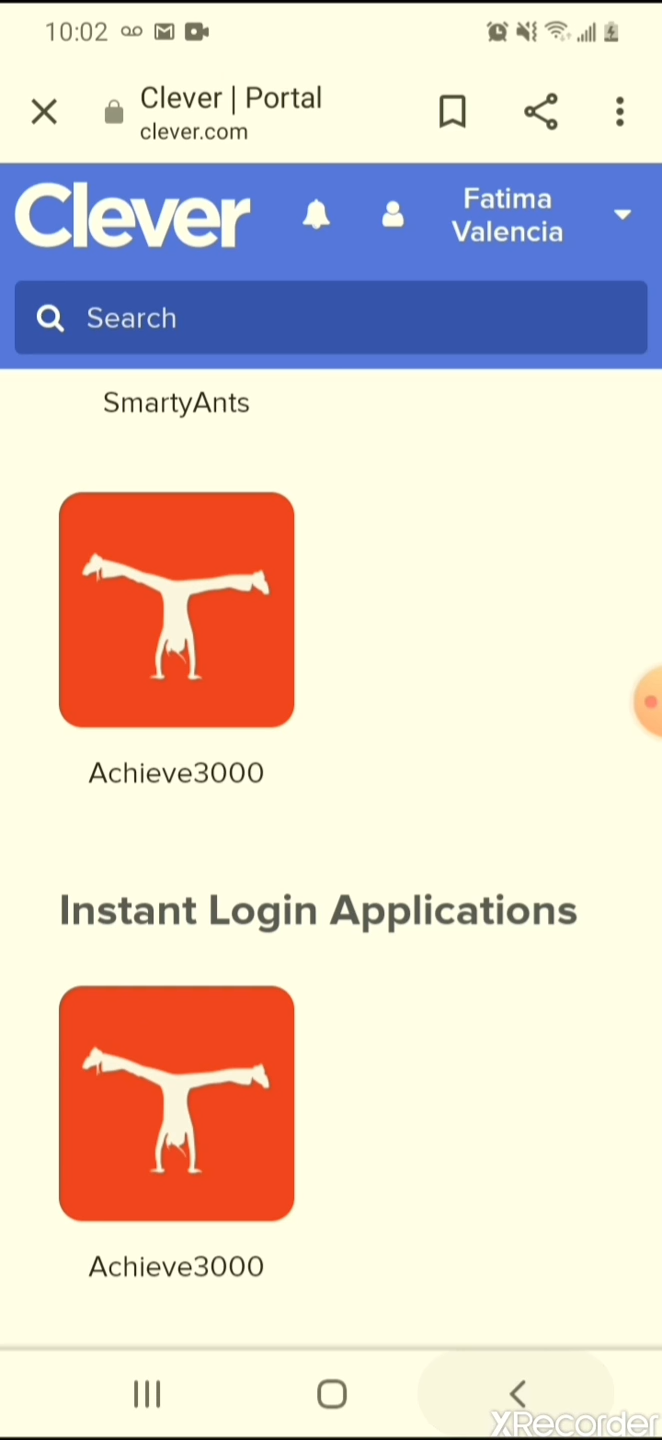 10:02
Clever | Portal
clever.com
Clever
Fatima
Valencia
Search
SmartyAnts
Achieve3000
Instant Login Applications
Achieve3000
XRecorder